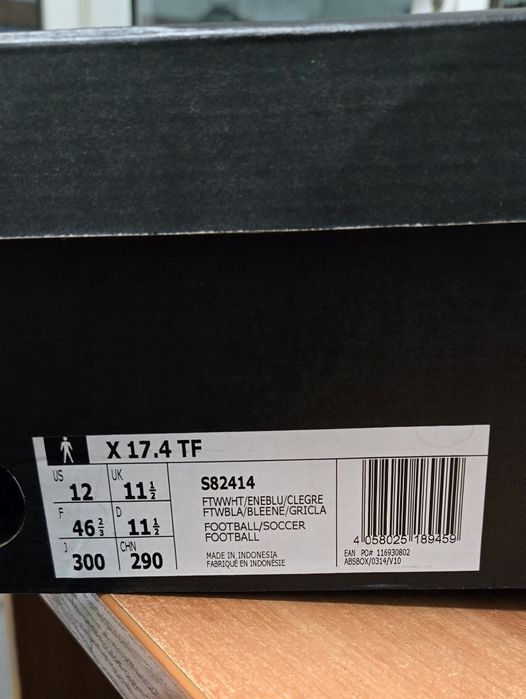 X 17.4 TF
US 12 UK 11½
F 46⅔ D 11½
J 300 CHN 290
S82414
FTWWHT/ENEBLU/CLEGRE
FTWBLA/BLEENE/GRICLA
FOOTBALL/SOCCER
FOOTBALL
MADE IN INDONESIA
FABRIQUÉ EN INDONÉSIE
4 058025 189459
EAN PO# 116930802
ABSBOX/0314/V10